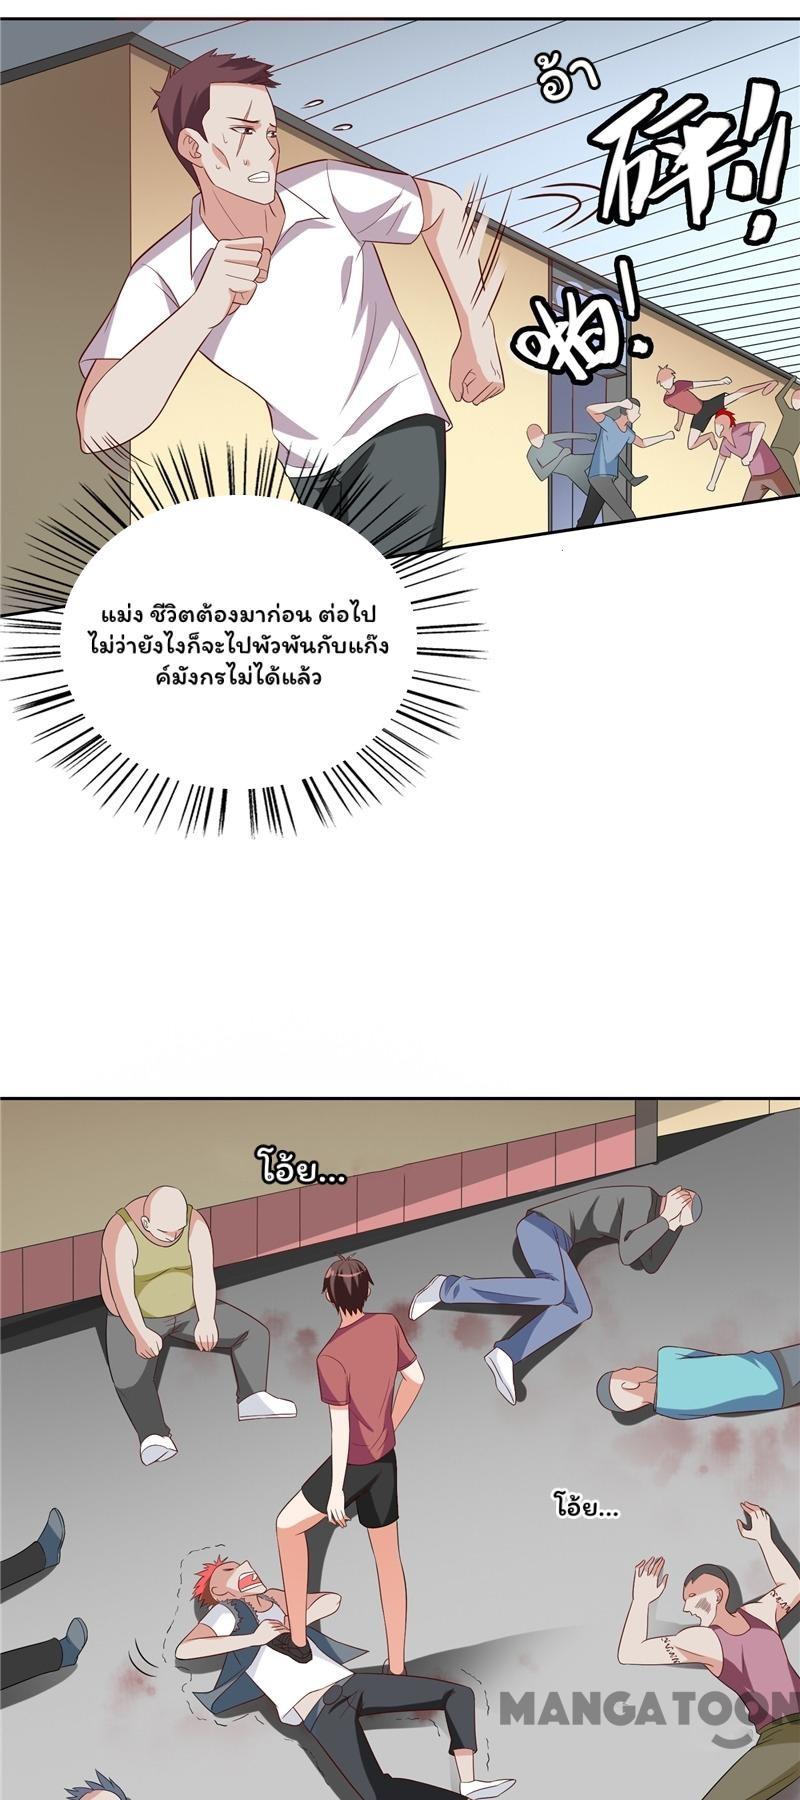 อ้า
砰!!
啪!
แม่ง ชีวิตต้องมาก่อน ต่อไป
ไม่ว่ายังไงก็จะไปพัวพันกับแก๊ง
ค์มังกรไม่ได้แล้ว
โอ้ย...
โอ้ย...
MANGATOON